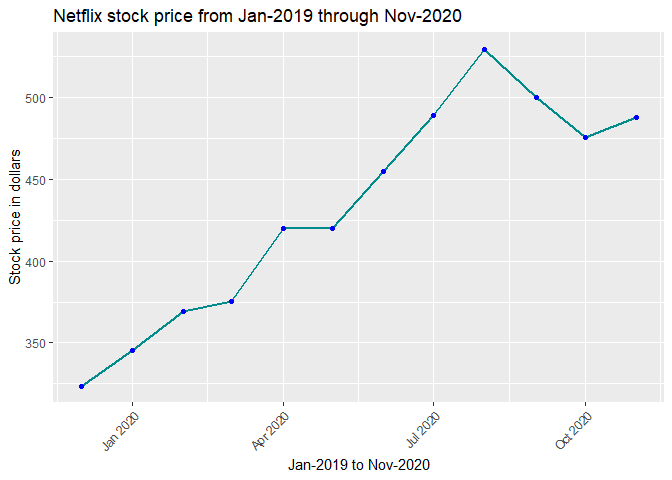 Netflix stock price from Jan-2019 through Nov-2020
Stock price in dollars
500
450
400
350
Jan 2020
Apr 2020
Jul 2020
Oct 2020
Jan-2019 to Nov-2020